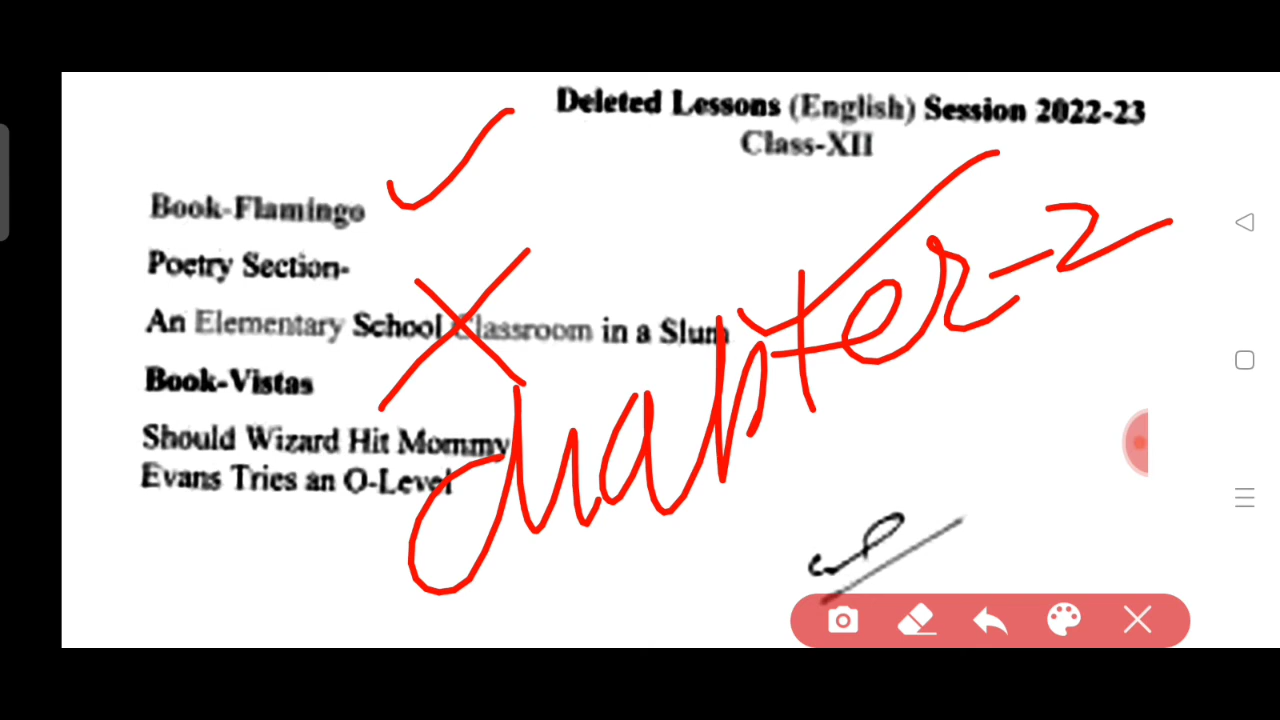 Deleted Lessons (English) Session 2022-23
Class-XII
Book-Flamingo
Poetry Section-
An Elementary School Classroom in a Slum
Book-Vistas
Should Wizard Hit Mommy
Evans Tries an O-Level
Chapter-2